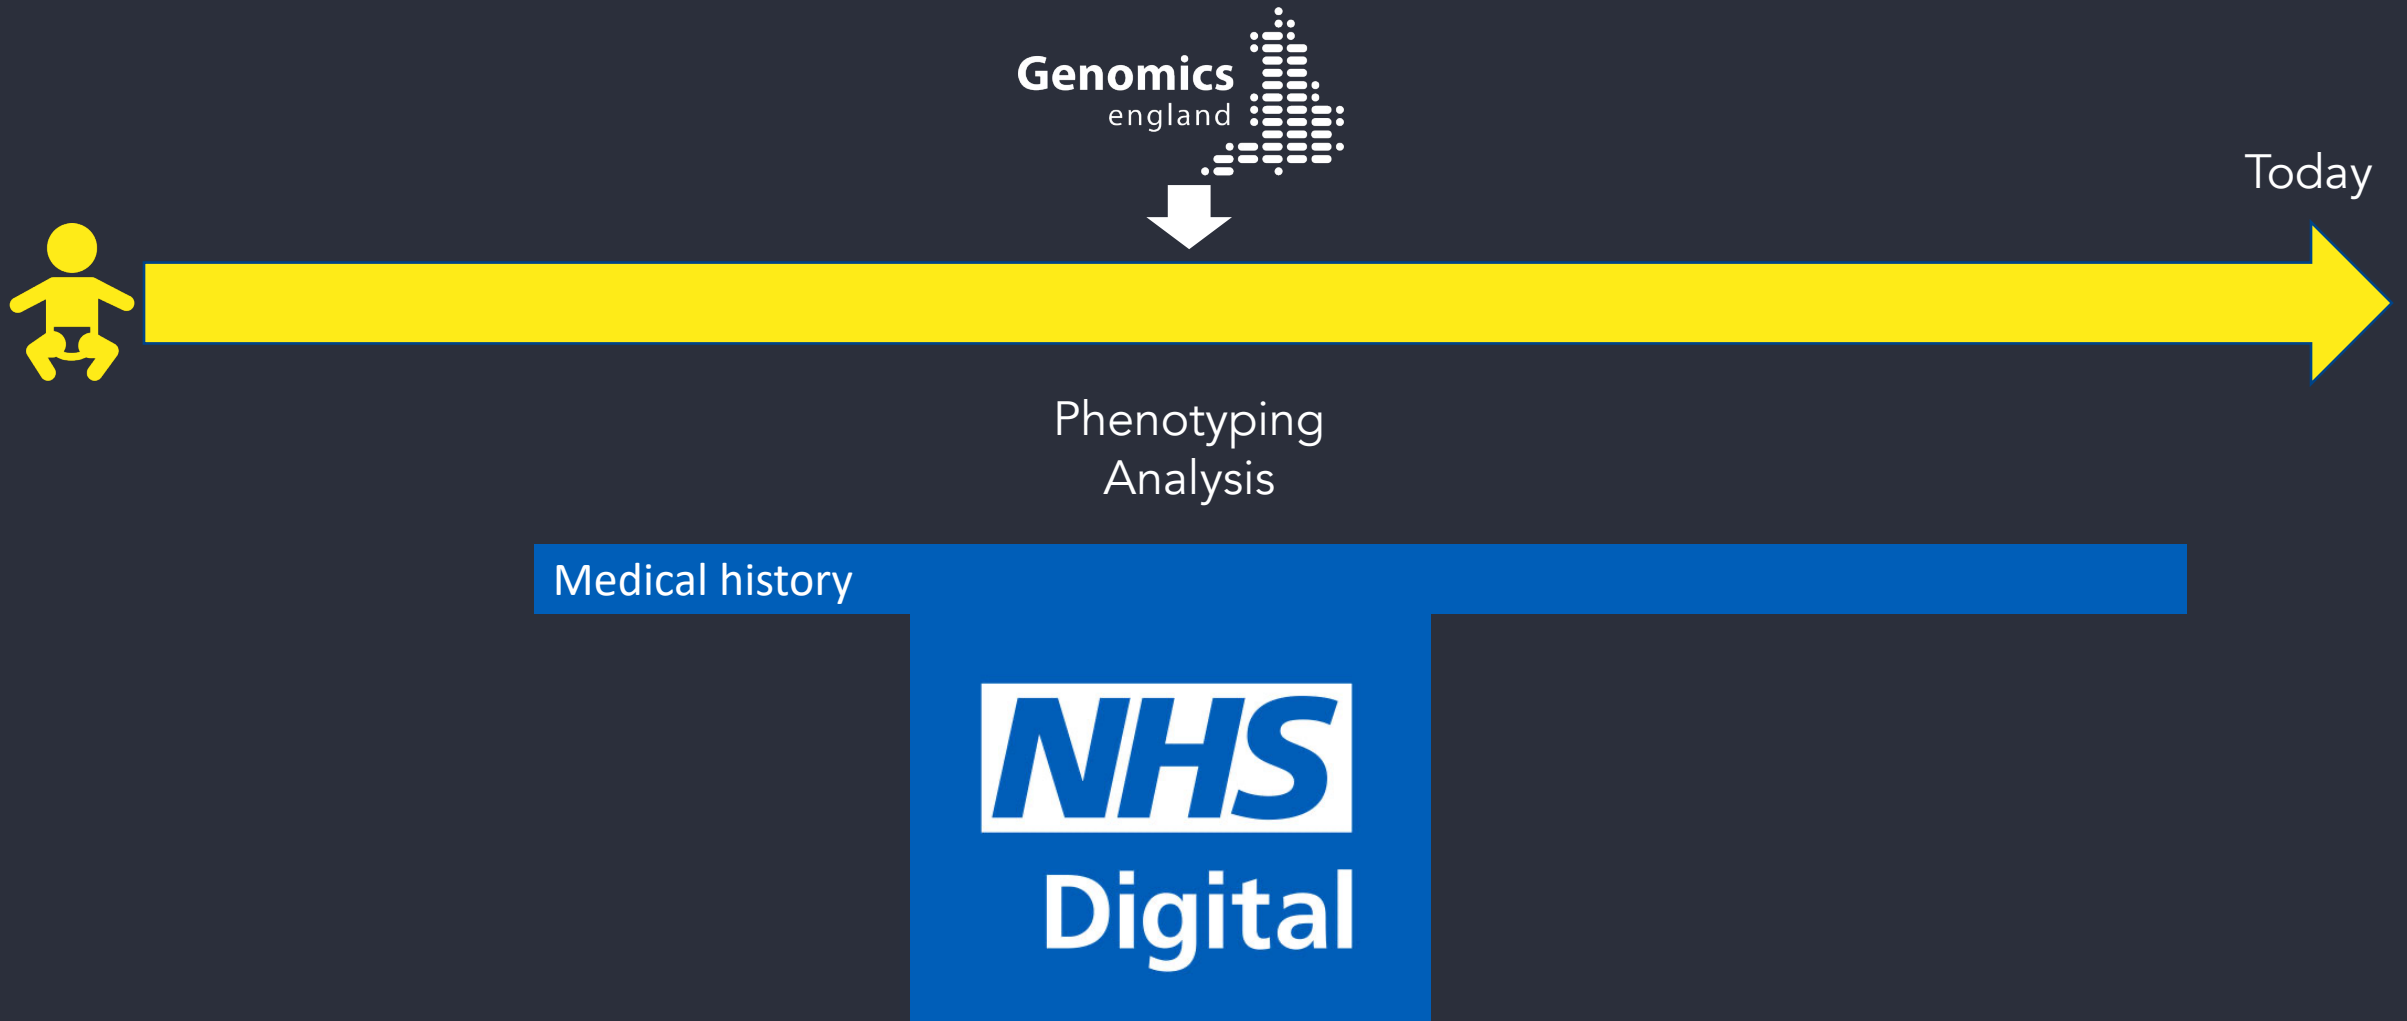 Genomics
england
Today
Phenotyping
Analysis
Medical history
NHS
Digital